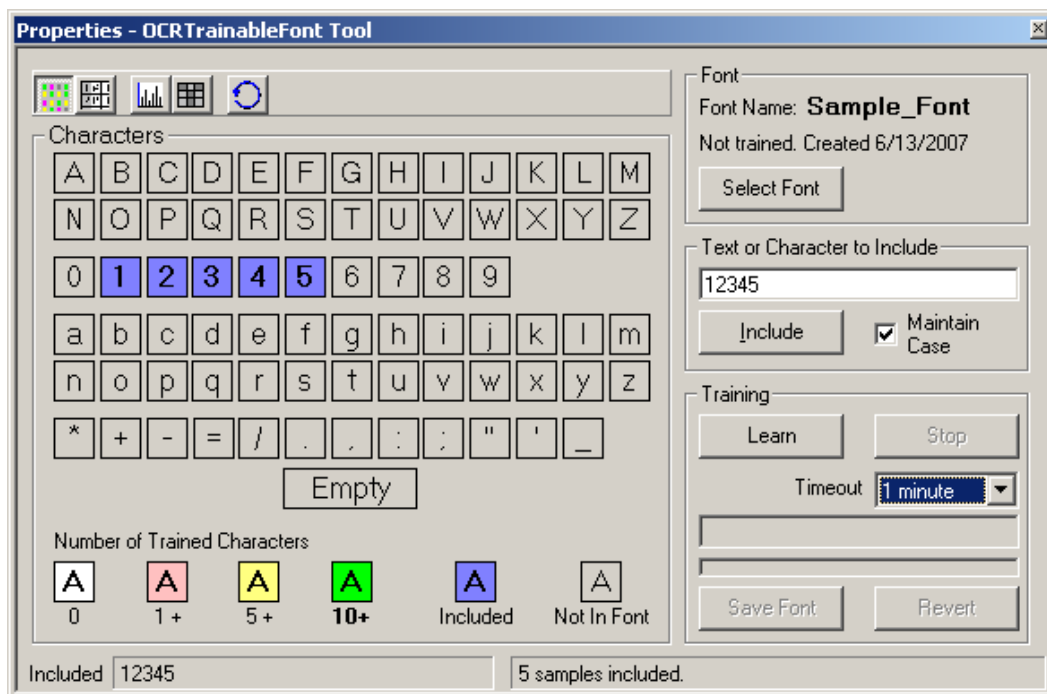 Properties - OCRTrainableFont Tool
Characters
A B C D E F G H I J K L M
N O P Q R S T U V W X Y Z
0 1 2 3 4 5 6 7 8 9
a b c d e f g h i j k l m
n o p q r s t u v w x y z
* + - = / . , : ; " ' _
Empty
Number of Trained Characters
A A A A A A
0 1 + 5 + 10+ Included Not In Font
Font
Font Name: Sample_Font
Not trained. Created 6/13/2007
Select Font
Text or Character to Include
12345
Include Maintain
Case
Training
Learn Stop
Timeout 1 minute
Save Font Revert
Included 12345 5 samples included.